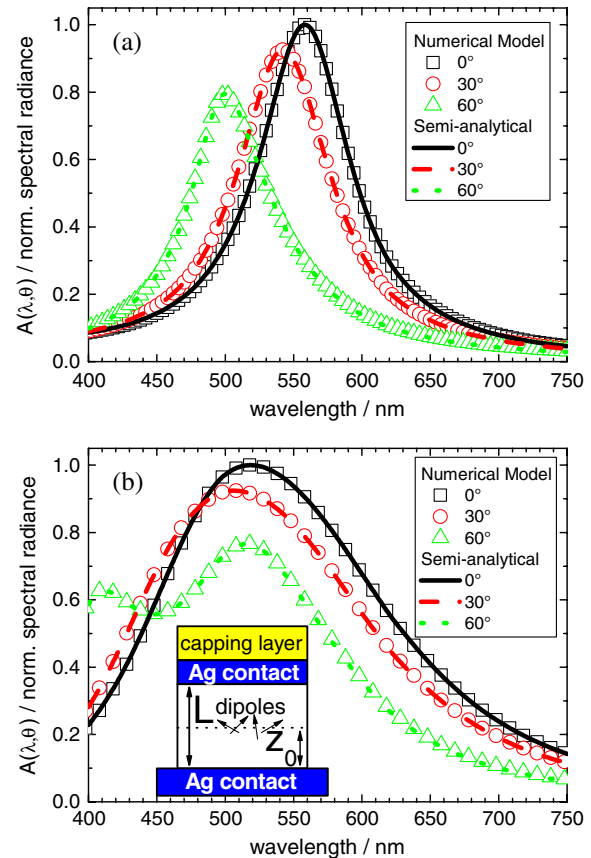 (a)
Numerical Model
0°
30°
60°
Semi-analytical
0°
30°
60°
A(λ,θ) / norm. spectral radiance
1.0
0.8
0.6
0.4
0.2
0.0
400 450 500 550 600 650 700 750
wavelength / nm
(b)
Numerical Model
0°
30°
60°
Semi-analytical
0°
30°
60°
A(λ,θ) / norm. spectral radiance
1.0
0.8
0.6
0.4
0.2
0.0
capping layer
Ag contact
L dipoles
Z0
Ag contact
400 450 500 550 600 650 700 750
wavelength / nm